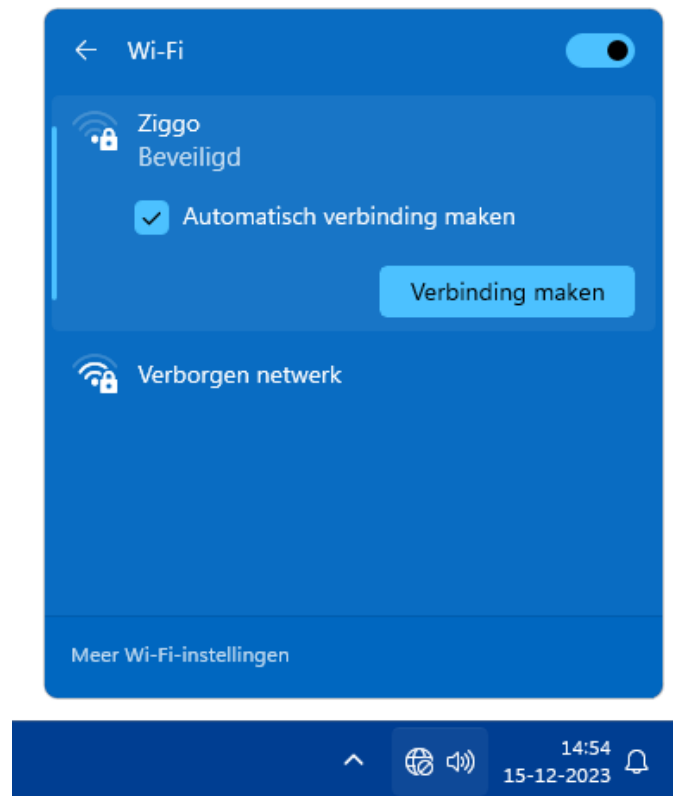 Wi-Fi
Ziggo
Beveiligd
Automatisch verbinding maken
Verbinding maken
Verborgen netwerk
Meer Wi-Fi-instellingen
14:54
15-12-2023